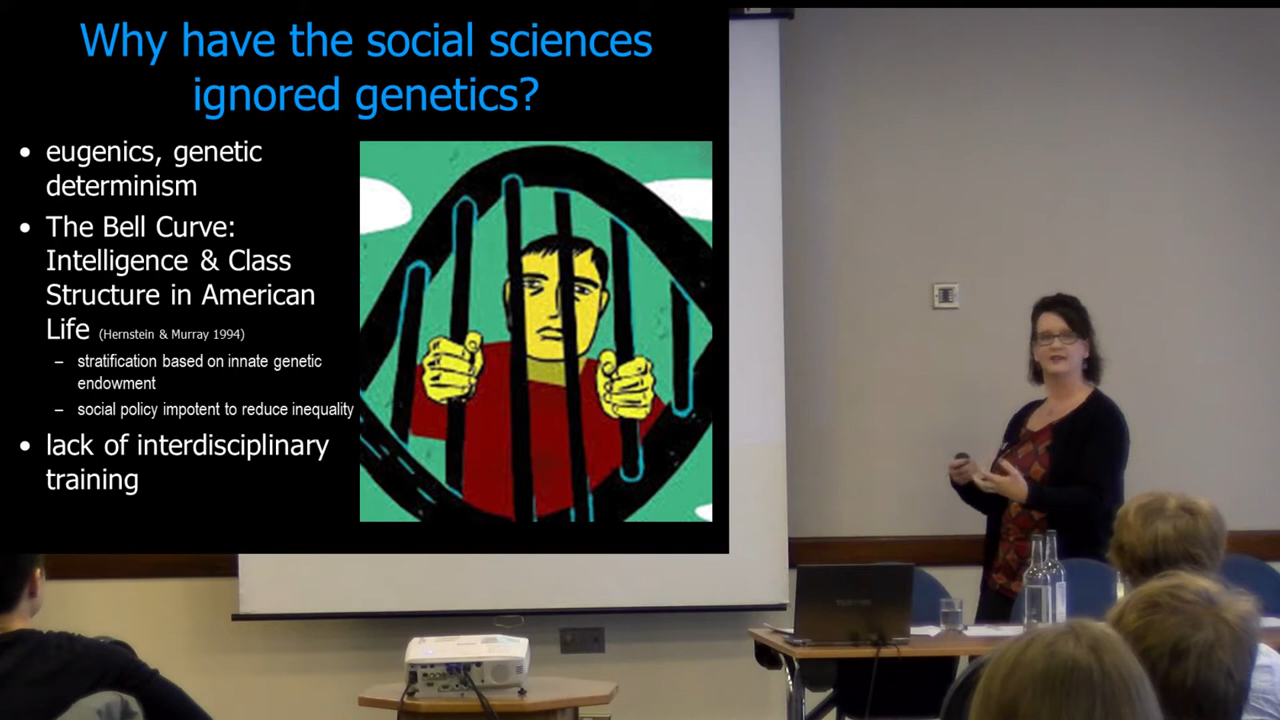 Why have the social sciences
ignored genetics?
• eugenics, genetic
determinism
• The Bell Curve:
Intelligence & Class
Structure in American
Life (Hernstein & Murray 1994)
– stratification based on innate genetic
endowment
– social policy impotent to reduce inequality
• lack of interdisciplinary
training